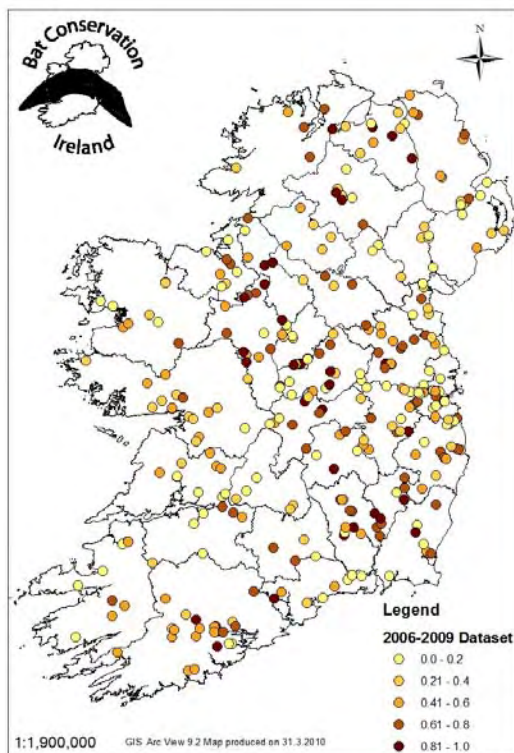 Bat Conservation
Ireland
N
Legend
2006-2009 Dataset
0.0 - 0.2
0.21 - 0.4
0.41 - 0.6
0.61 - 0.8
0.81 - 1.0
1:1,900,000
GIS Arc View 9.2 Map produced on 31.3.2010